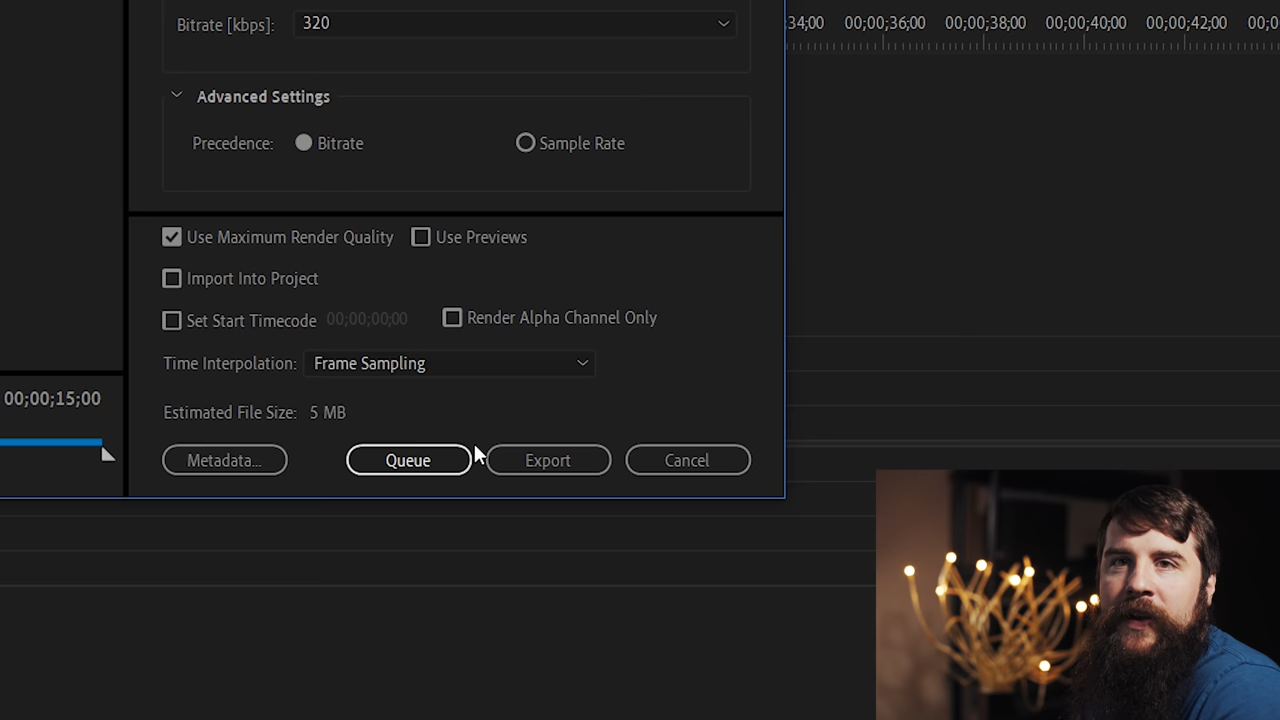 Bitrate [kbps]: 320
;34;00 00;00;36;00 00;00;38;00 00;00;40;00 00;00;42;00 00;0
Advanced Settings
Precedence: Bitrate Sample Rate
Use Maximum Render Quality Use Previews
Import Into Project
Set Start Timecode 00;00;00;00 Render Alpha Channel Only
Time Interpolation: Frame Sampling
00;00;15;00
Estimated File Size: 5 MB
Metadata... Queue Export Cancel